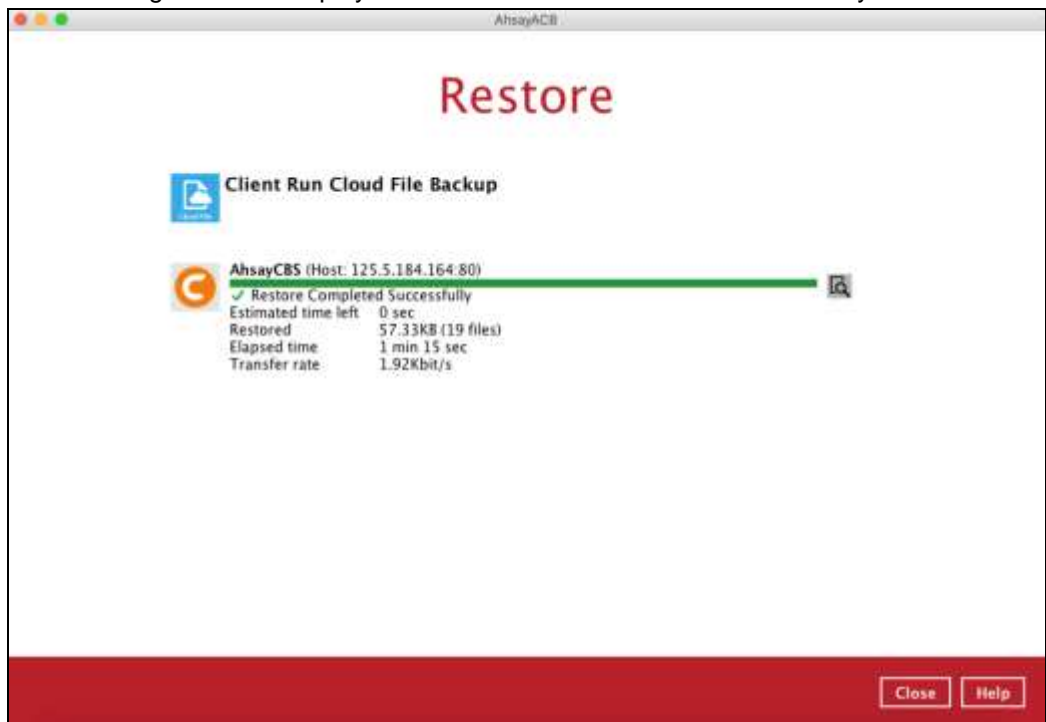 AhsayACB
Restore
Client Run Cloud File Backup
AhsayCBS (Host: 125.5.184.164:80)
✓ Restore Completed Successfully
Estimated time left 0 sec
Restored 57.33KB (19 files)
Elapsed time 1 min 15 sec
Transfer rate 1.92Kbit/s
Close Help